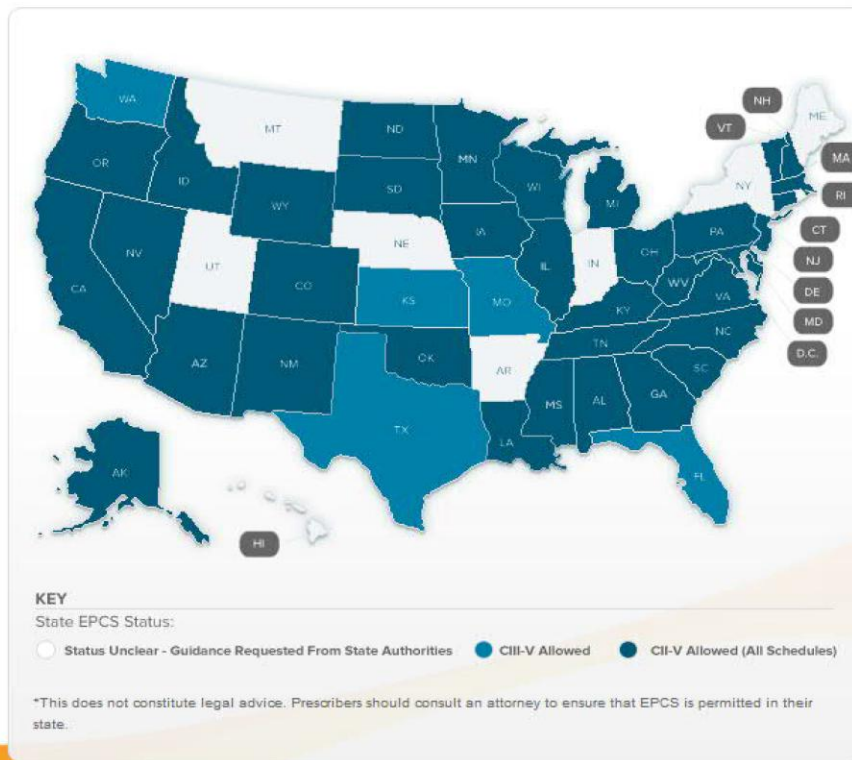 WA
MT
ND
MN
OR
ID
WY
SD
WI
MI
NH
VT
ME
MA
RI
NY
CT
NJ
DE
MD
D.C.
NV
UT
CO
NE
IA
IL
IN
OH
PA
WV
VA
CA
KS
MO
KY
NC
TN
SC
AZ
NM
OK
AR
MS
AL
GA
TX
LA
FL
AK
HI
KEY
State EPCS Status:
Status Unclear - Guidance Requested From State Authorities CIII-V Allowed CII-V Allowed (All Schedules)
*This does not constitute legal advice. Prescribers should consult an attorney to ensure that EPCS is permitted in their
state.